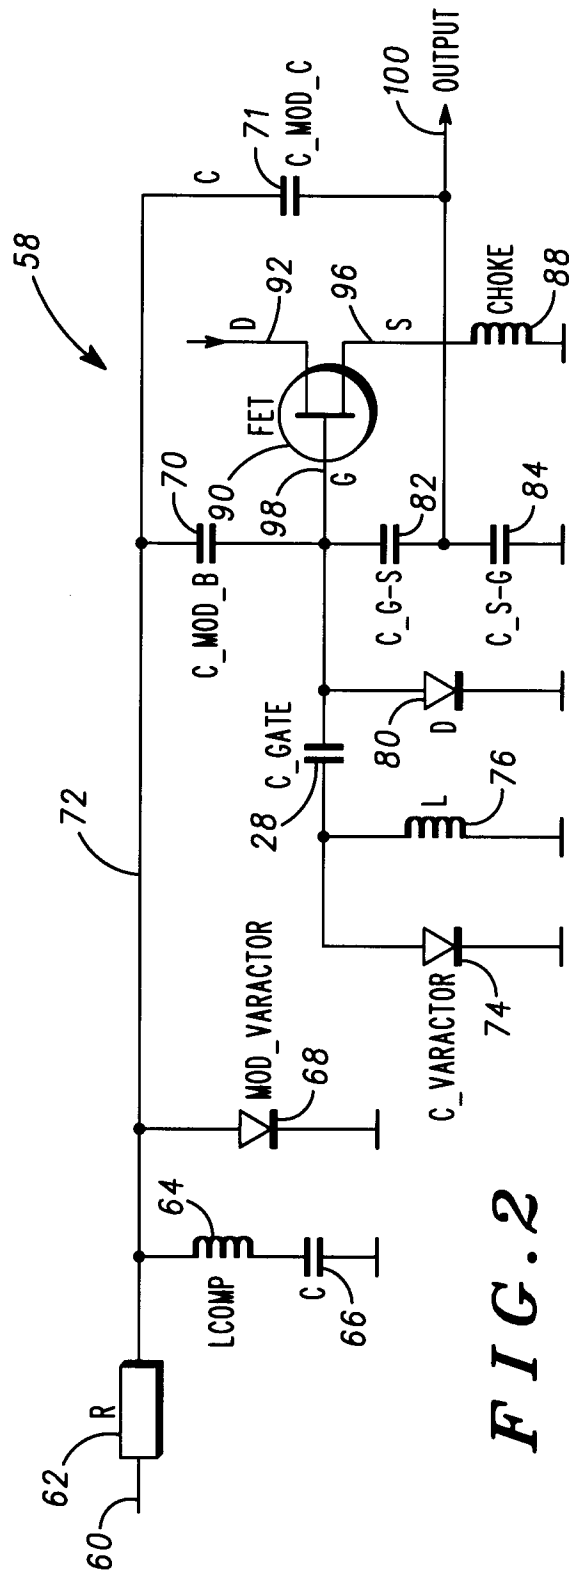 58
60
62
R
64
LCOMP
C
66
MOD_VARACTOR
68
72
C_MOD_B
70
C
71
C_MOD_C
90
FET
98
G
D
92
96
S
C_VARACTOR
74
28
C_GATE
L
76
80
D
C_G-S
82
C_S-G
84
CHOKE
88
100
OUTPUT
FIG.2